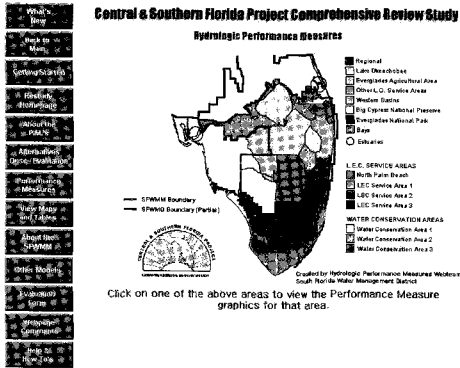 Central & Southern Florida Project Comprehensive Review Study
Hydrologic Performance Measures
What's
New
Back to
Main
Getting Started
Restudy
Homepage
About the
PM's
Alternatives
Evaluation
Performance
Measures
View Maps
and Tables
About the
SFWMM
Other Models
Evaluation
Form
Webpage
Comments
Help &
How To's
Regional
Lake Okeechobee
Everglades Agricultural Area
Other L.O. Service Areas
Western Basins
Big Cypress National Preserve
Everglades National Park
Bays
Estuaries
L.E.C. SERVICE AREAS
North Palm Beach
LEC Service Area 1
LEC Service Area 2
LEC Service Area 3
WATER CONSERVATION AREAS
Water Conservation Area 1
Water Conservation Area 2
Water Conservation Area 3
SFWMM Boundary
SFWMD Boundary (Partial)
CENTRAL & SOUTHERN FLORIDA PROJECT
Created by Hydrologic Performance Measures Webteam
South Florida Water Management District
Click on one of the above areas to view the Performance Measure
graphics for that area.